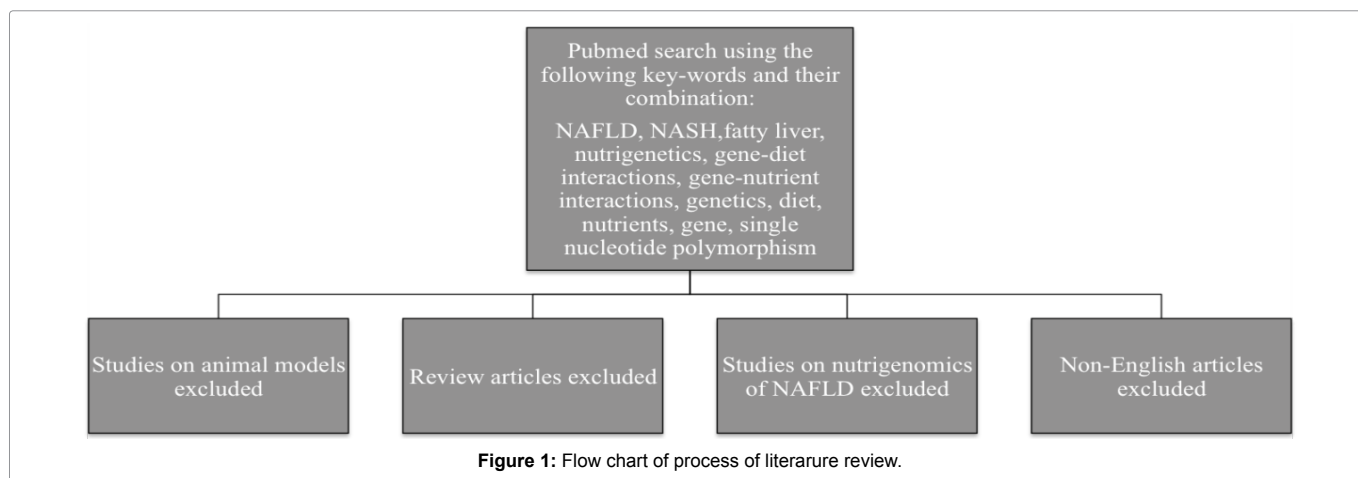 Pubmed search using the
following key-words and their
combination:
NAFLD, NASH,fatty liver,
nutrigenetics, gene-diet
interactions, gene-nutrient
interactions, genetics, diet,
nutrients, gene, single
nucleotide polymorphism
Studies on animal models
excluded
Review articles excluded
Studies on nutrigenomics
of NAFLD excluded
Non-English articles
excluded
Figure 1: Flow chart of process of literarure review.